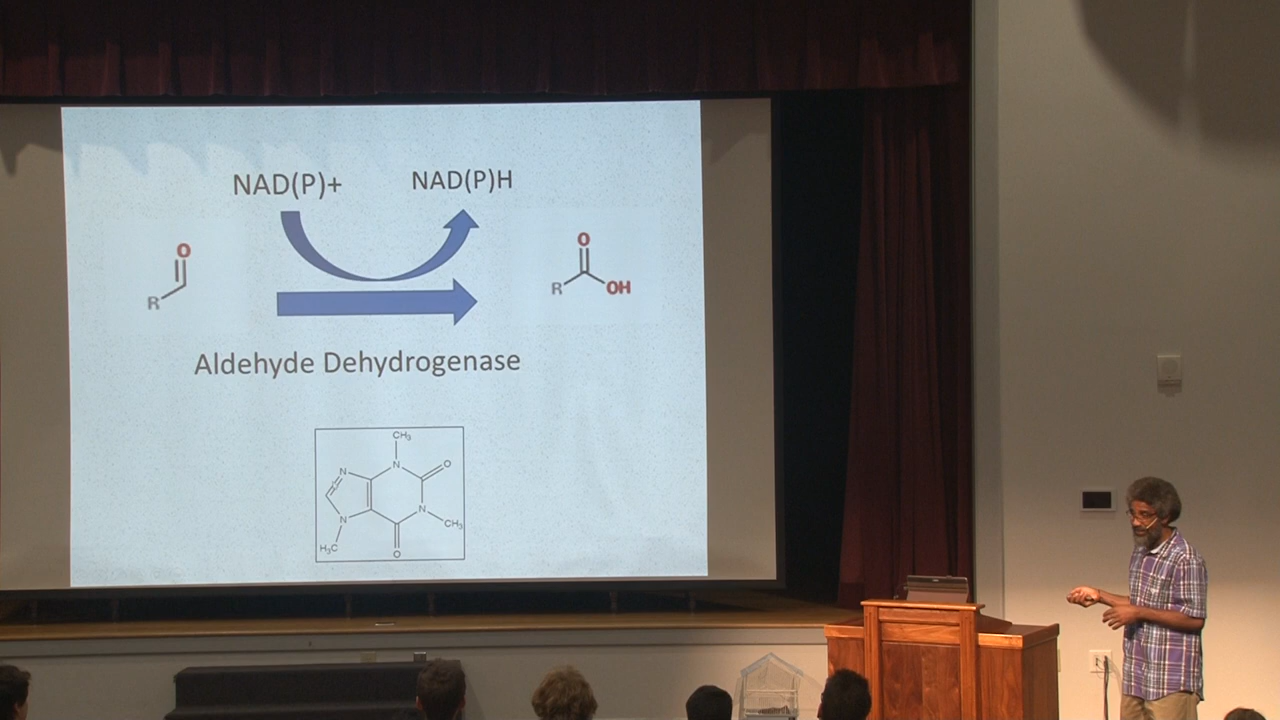 NAD(P)+ NAD(P)H
O
R
O
R OH
Aldehyde Dehydrogenase
CH₃
N
N
O
N
N
CH₃
H₃C
O